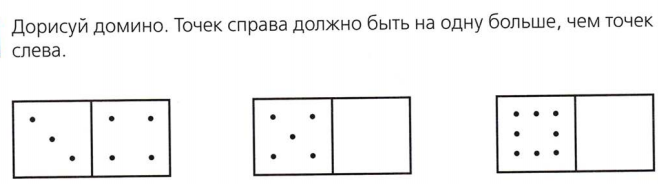 Дорисуй домино. Точек справа должно быть на одну больше, чем точек
слева.